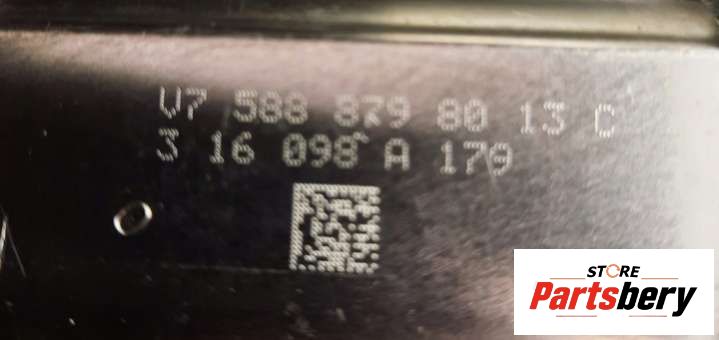 V7 588 879 80 13 C
3 16 098 A 179
STORE
Partsbery